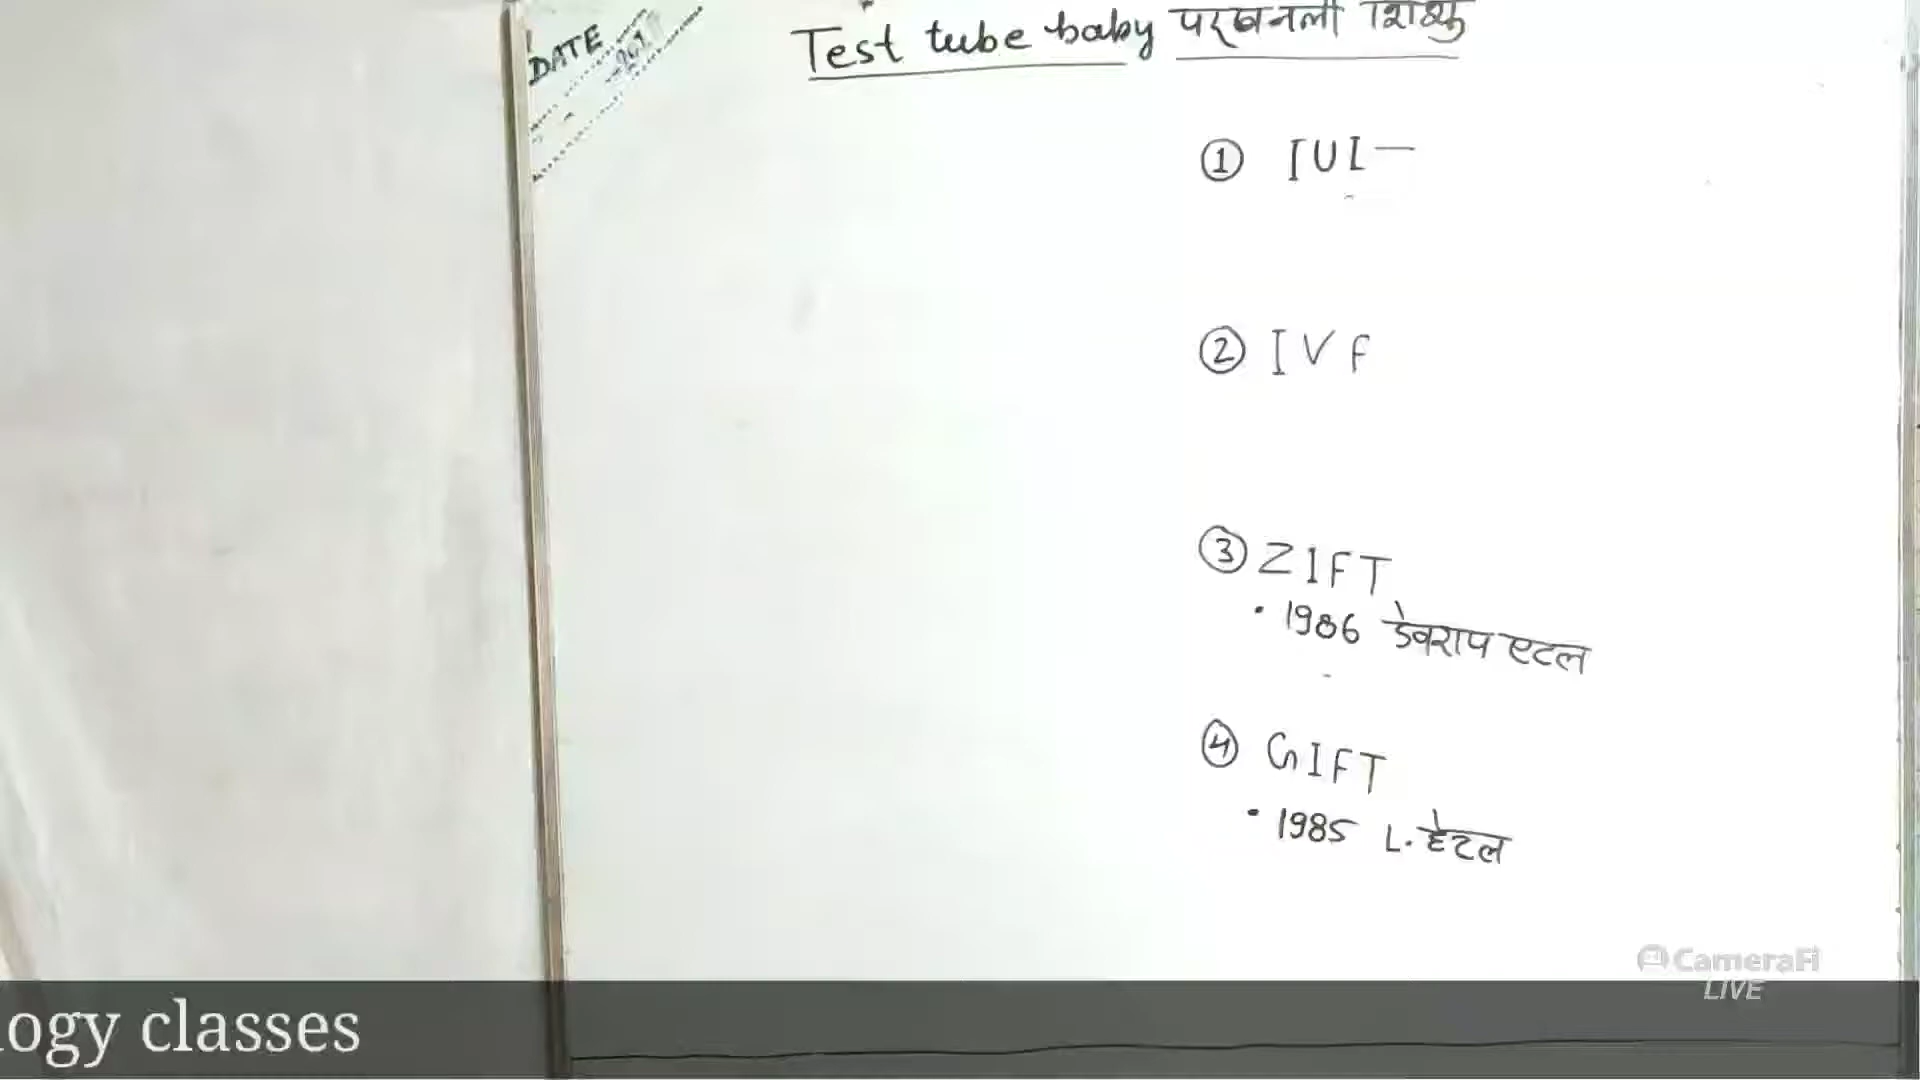 DATE
Test tube baby परखनली शिशु
① IUI —
② IVF
③ ZIFT
• 1986 डेवराय एटल
④ GIFT
• 1985 L. हेटल
CameraFi
LIVE
ogy classes